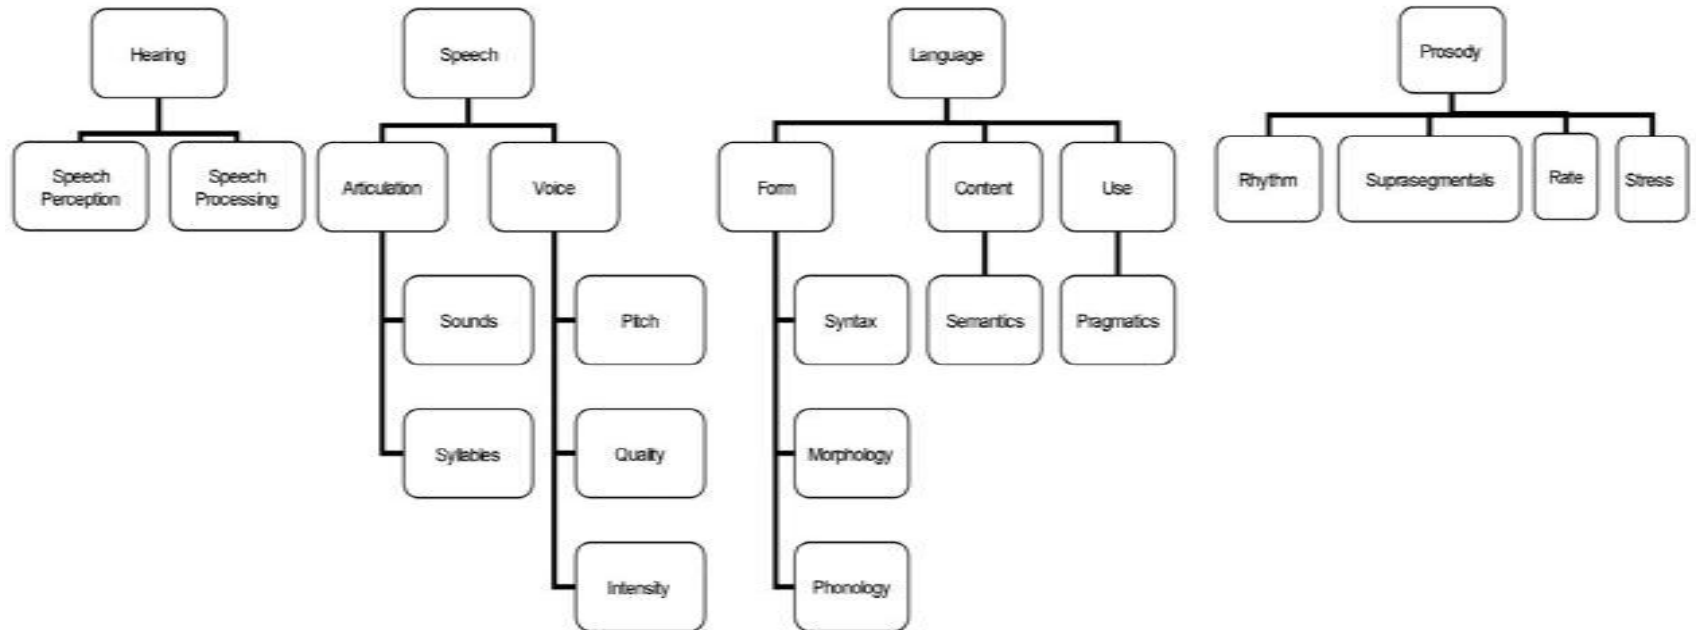 Hearing
Speech
Language
Prosody
Speech
Perception
Speech
Processing
Articulation
Voice
Form
Content
Use
Rhythm
Suprasegmentals
Rate
Stress
Sounds
Pitch
Syntax
Semantics
Pragmatics
Syllables
Quality
Morphology
Intensity
Phonology